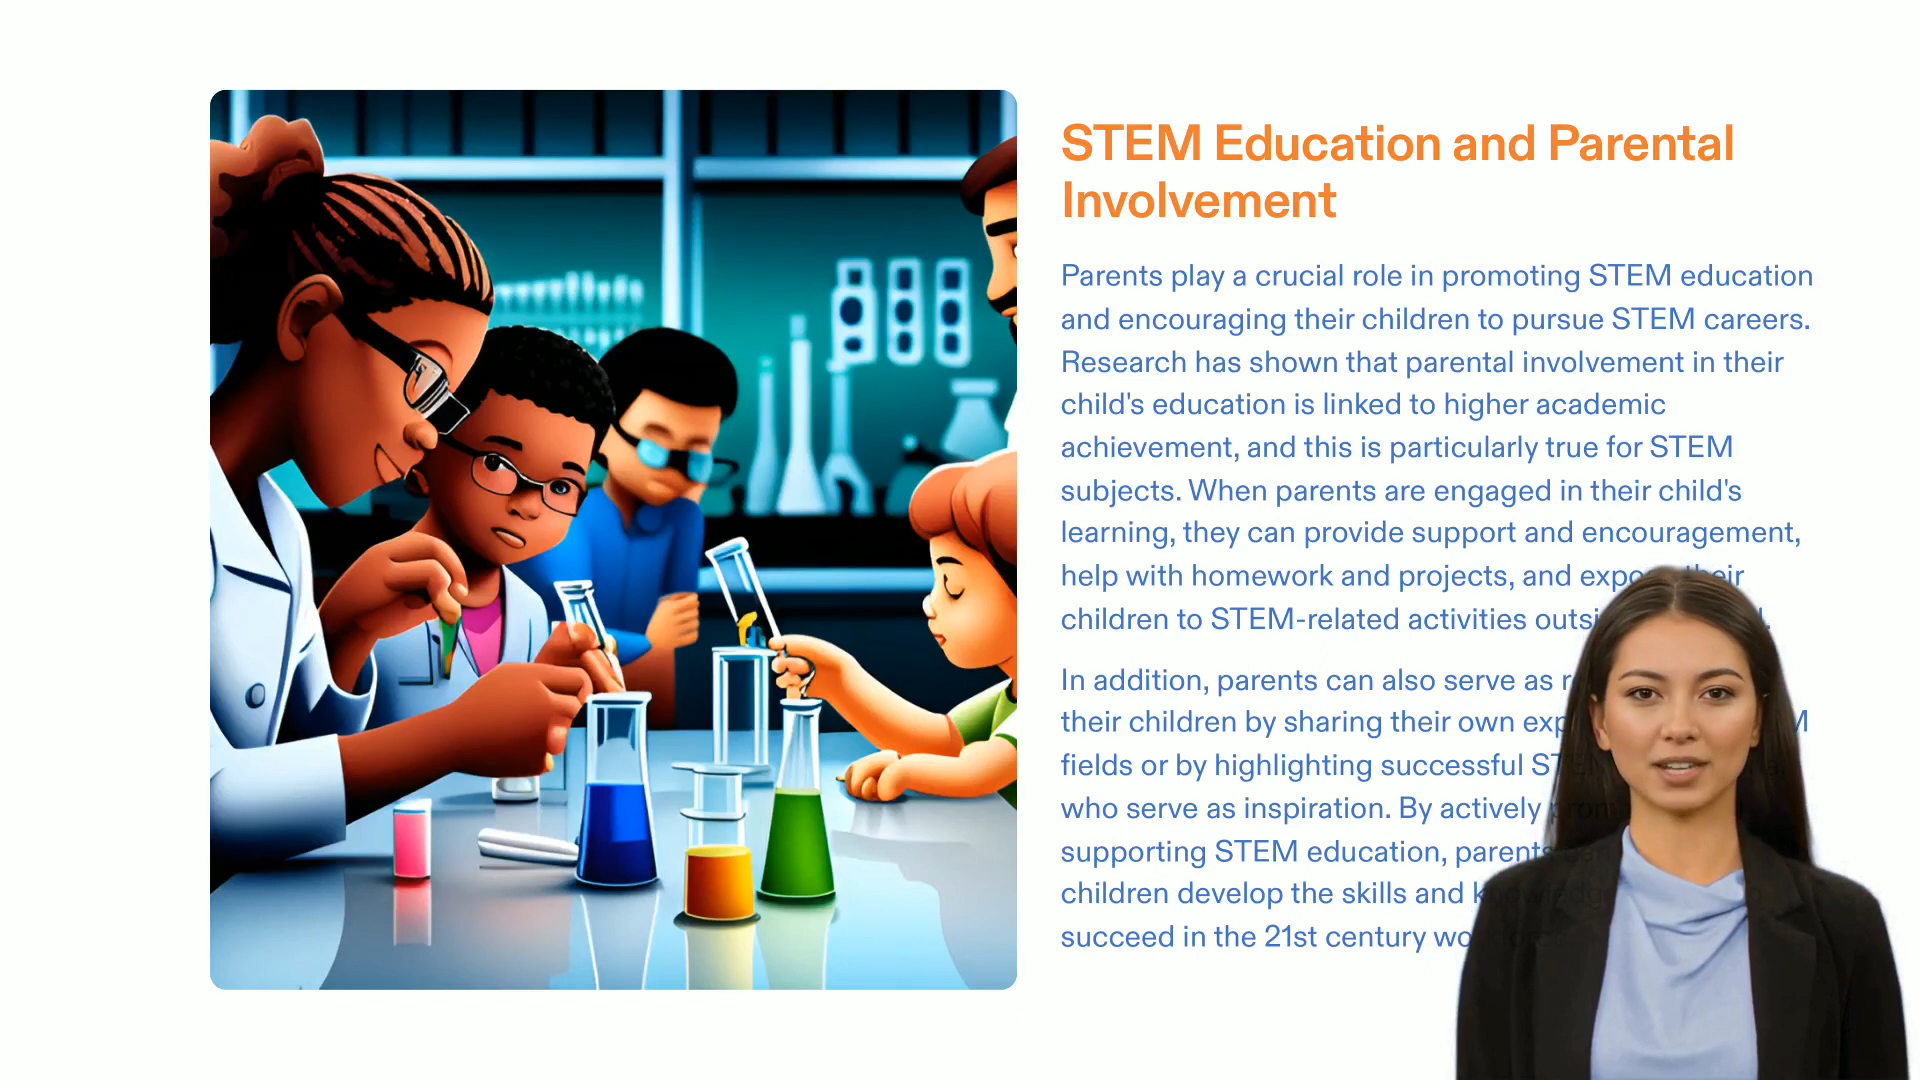 STEM Education and Parental
Involvement
Parents play a crucial role in promoting STEM education
and encouraging their children to pursue STEM careers.
Research has shown that parental involvement in their
child's education is linked to higher academic
achievement, and this is particularly true for STEM
subjects. When parents are engaged in their child's
learning, they can provide support and encouragement,
help with homework and projects, and their
children to STEM-related activities
In addition, parents can also serve as
their children by sharing their own
fields or by highlighting successful
who serve as inspiration. By actively
supporting STEM education, parents
children develop the skills and
succeed in the 21st century